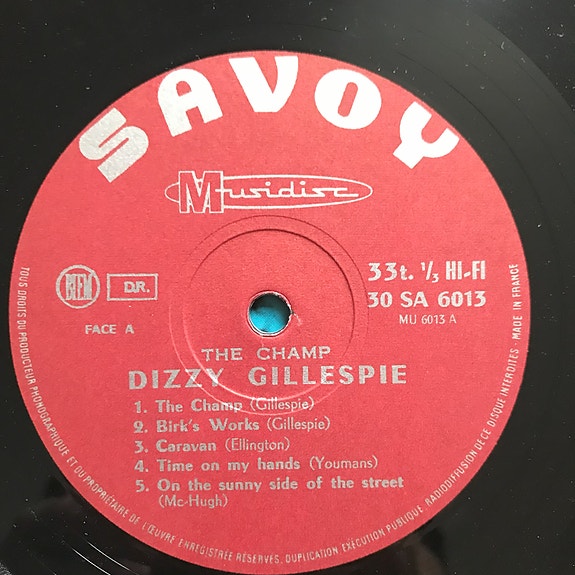 SAVOY
Musidisc
BIEM
D.R.
33t. 1/3 HI-FI
30 SA 6013
MU 6013 A
FACE A
THE CHAMP
DIZZY GILLESPIE
1. The Champ (Gillespie)
2. Birk's Works (Gillespie)
3. Caravan (Ellington)
4. Time on my hands (Youmans)
5. On the sunny side of the street
(Mc-Hugh)
TOUS DROITS DU PRODUCTEUR PHONOGRAPHIQUE ET DU PROPRIÉTAIRE DE L'ŒUVRE ENREGISTRÉE RÉSERVÉS, DUPLICATION EXÉCUTION PUBLIQUE RADIODIFFUSION DE CE DISQUE INTERDITES - MADE IN FRANCE